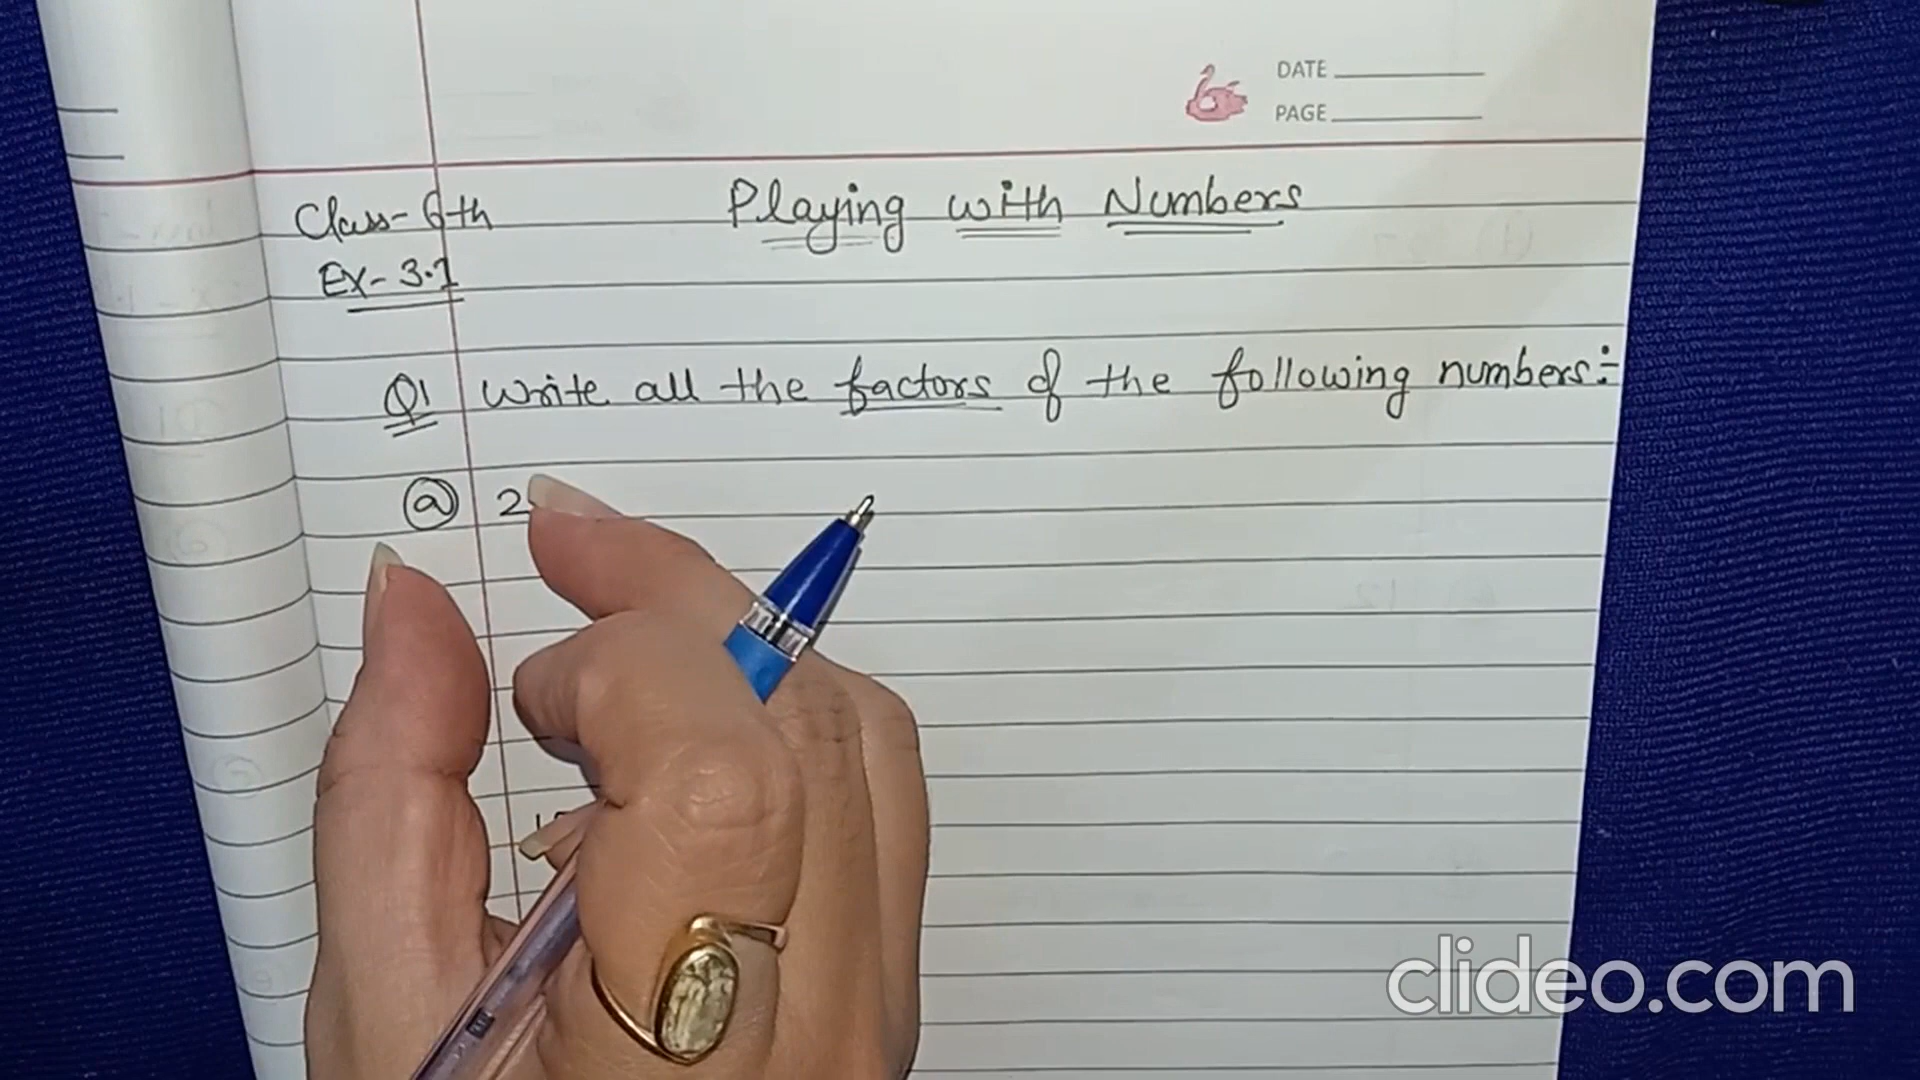 DATE
PAGE
Class-6th
Playing with Numbers
Ex-3.1
Q1 Write all the factors of the following numbers:-
(a) 2
clideo.com